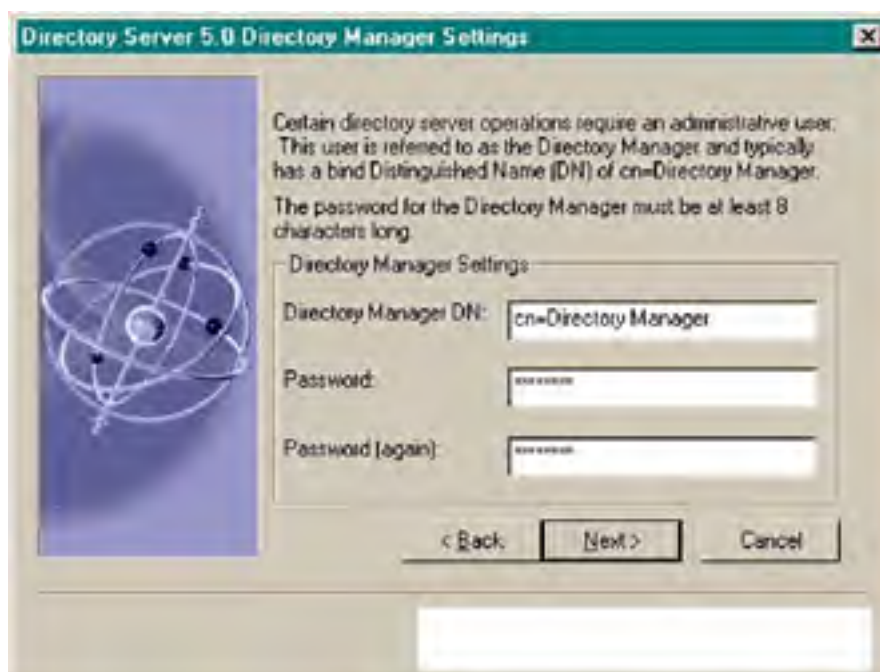 Directory Server 5.0 Directory Manager Settings
Certain directory server operations require an administrative user.
This user is referred to as the Directory Manager and typically
has a bind Distinguished Name (DN) of cn=Directory Manager.
The password for the Directory Manager must be at least 8
characters long.
Directory Manager Settings
Directory Manager DN:
cn=Directory Manager
Password:
********
Password (again):
********
< Back
Next >
Cancel